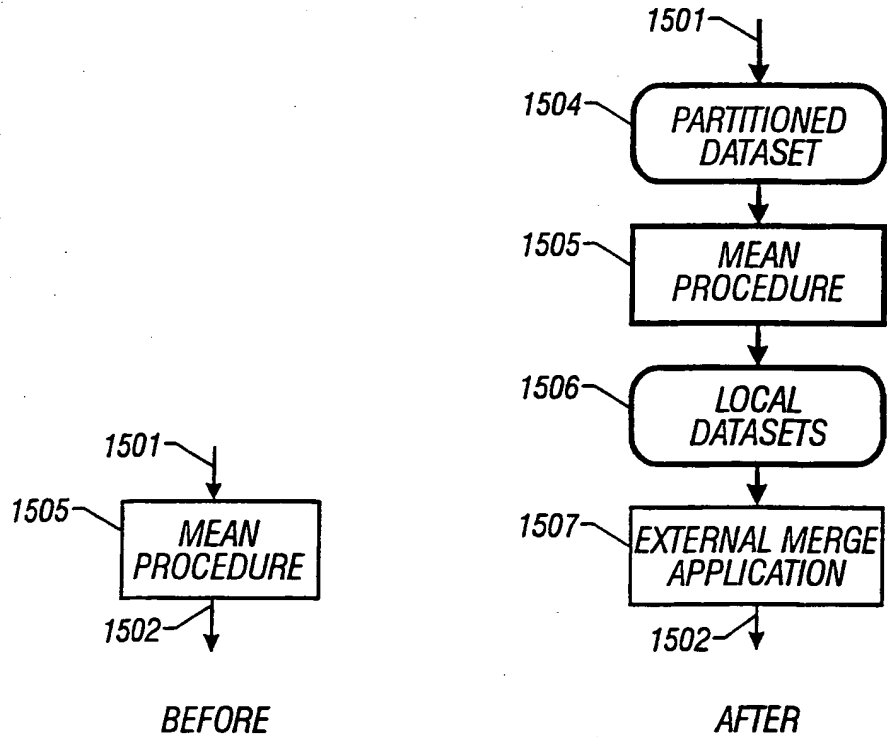 1501
1505
MEAN
PROCEDURE
1502
BEFORE
1501
1504
PARTITIONED
DATASET
1505
MEAN
PROCEDURE
1506
LOCAL
DATASETS
1507
EXTERNAL MERGE
APPLICATION
1502
AFTER